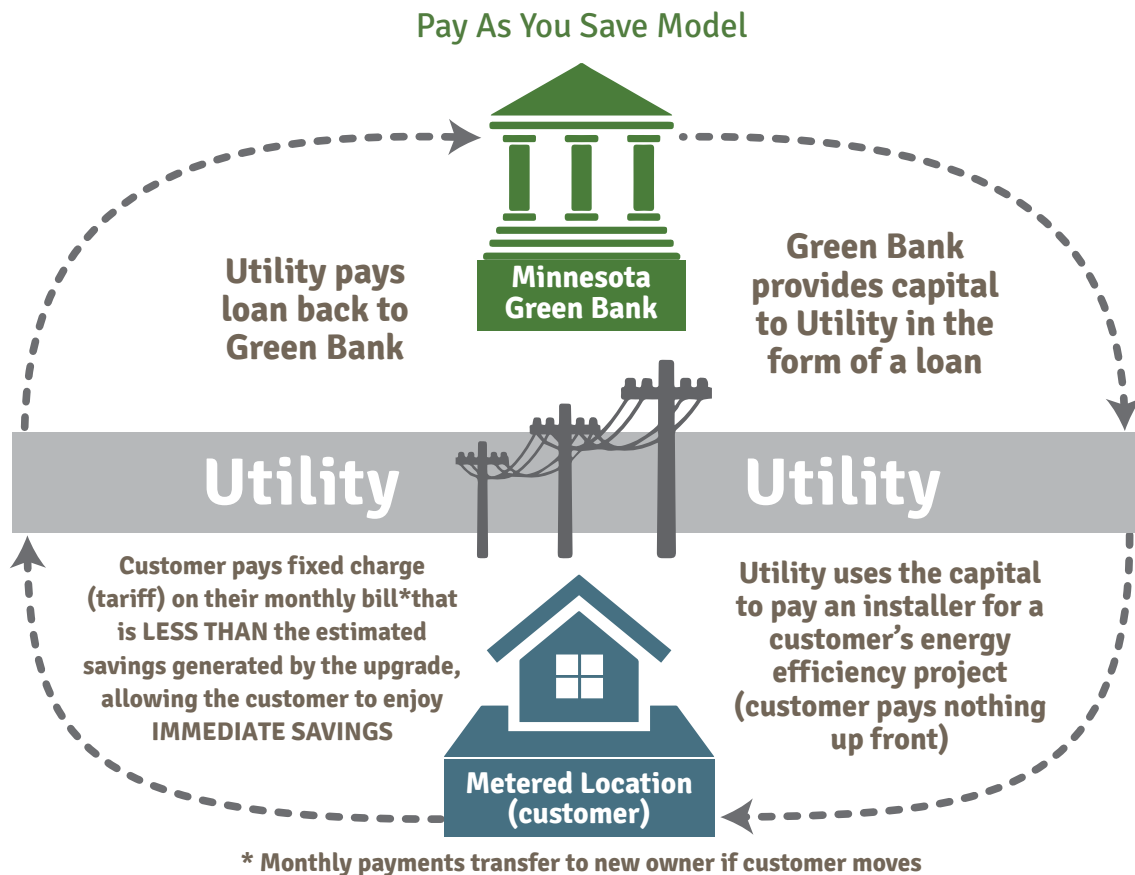 Pay As You Save Model
Minnesota
Green Bank
Utility pays
loan back to
Green Bank
Green Bank
provides capital
to Utility in the
form of a loan
Utility
Utility
Customer pays fixed charge
(tariff) on their monthly bill*that
is LESS THAN the estimated
savings generated by the upgrade,
allowing the customer to enjoy
IMMEDIATE SAVINGS
Utility uses the capital
to pay an installer for a
customer’s energy
efficiency project
(customer pays nothing
up front)
Metered Location
(customer)
* Monthly payments transfer to new owner if customer moves